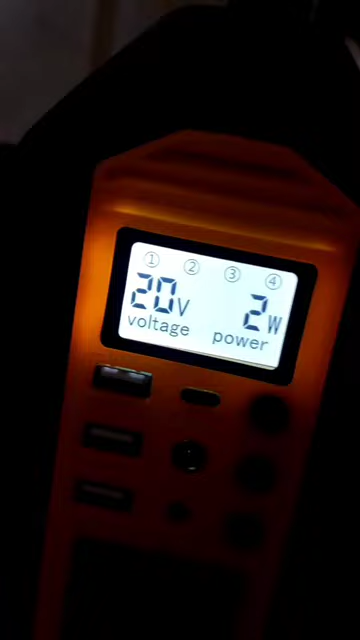 ① ② ③ ④
20V 2W
voltage power